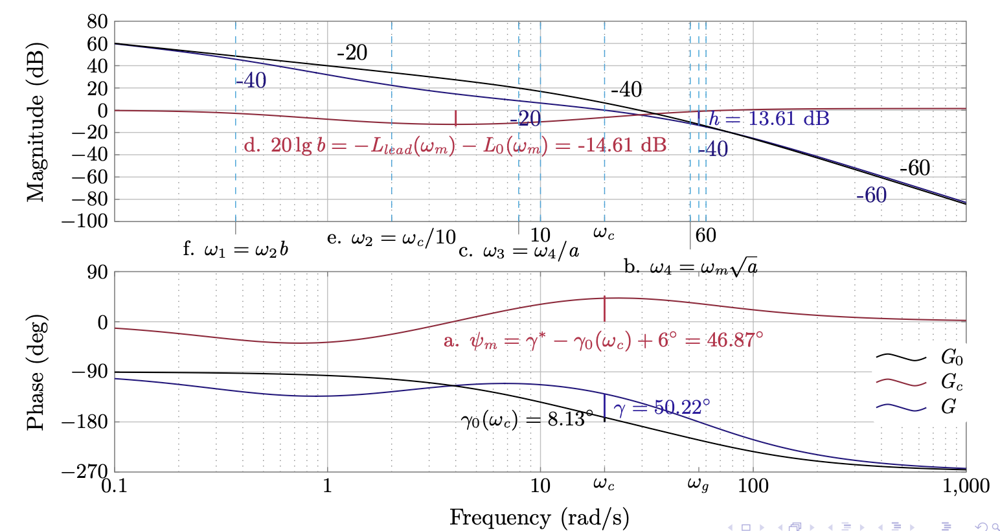 80
60
40
20
0
−20
−40
−60
−80
−100
Magnitude (dB)
-20
-40
-40
-20
h = 13.61 dB
d. 20 lg b = −L_lead(ω_m) − L_0(ω_m) = -14.61 dB
-40
-60
-60
e. ω_2 = ω_c/10
10
ω_c
60
f. ω_1 = ω_2b
c. ω_3 = ω_4/a
b. ω_4 = ω_m√a
90
0
−90
−180
−270
Phase (deg)
a. ψ_m = γ* − γ_0(ω_c) + 6° = 46.87°
γ_0(ω_c) = 8.13°
γ = 50.22°
G_0
G_c
G
0.1
1
10
ω_c
ω_g
100
1,000
Frequency (rad/s)